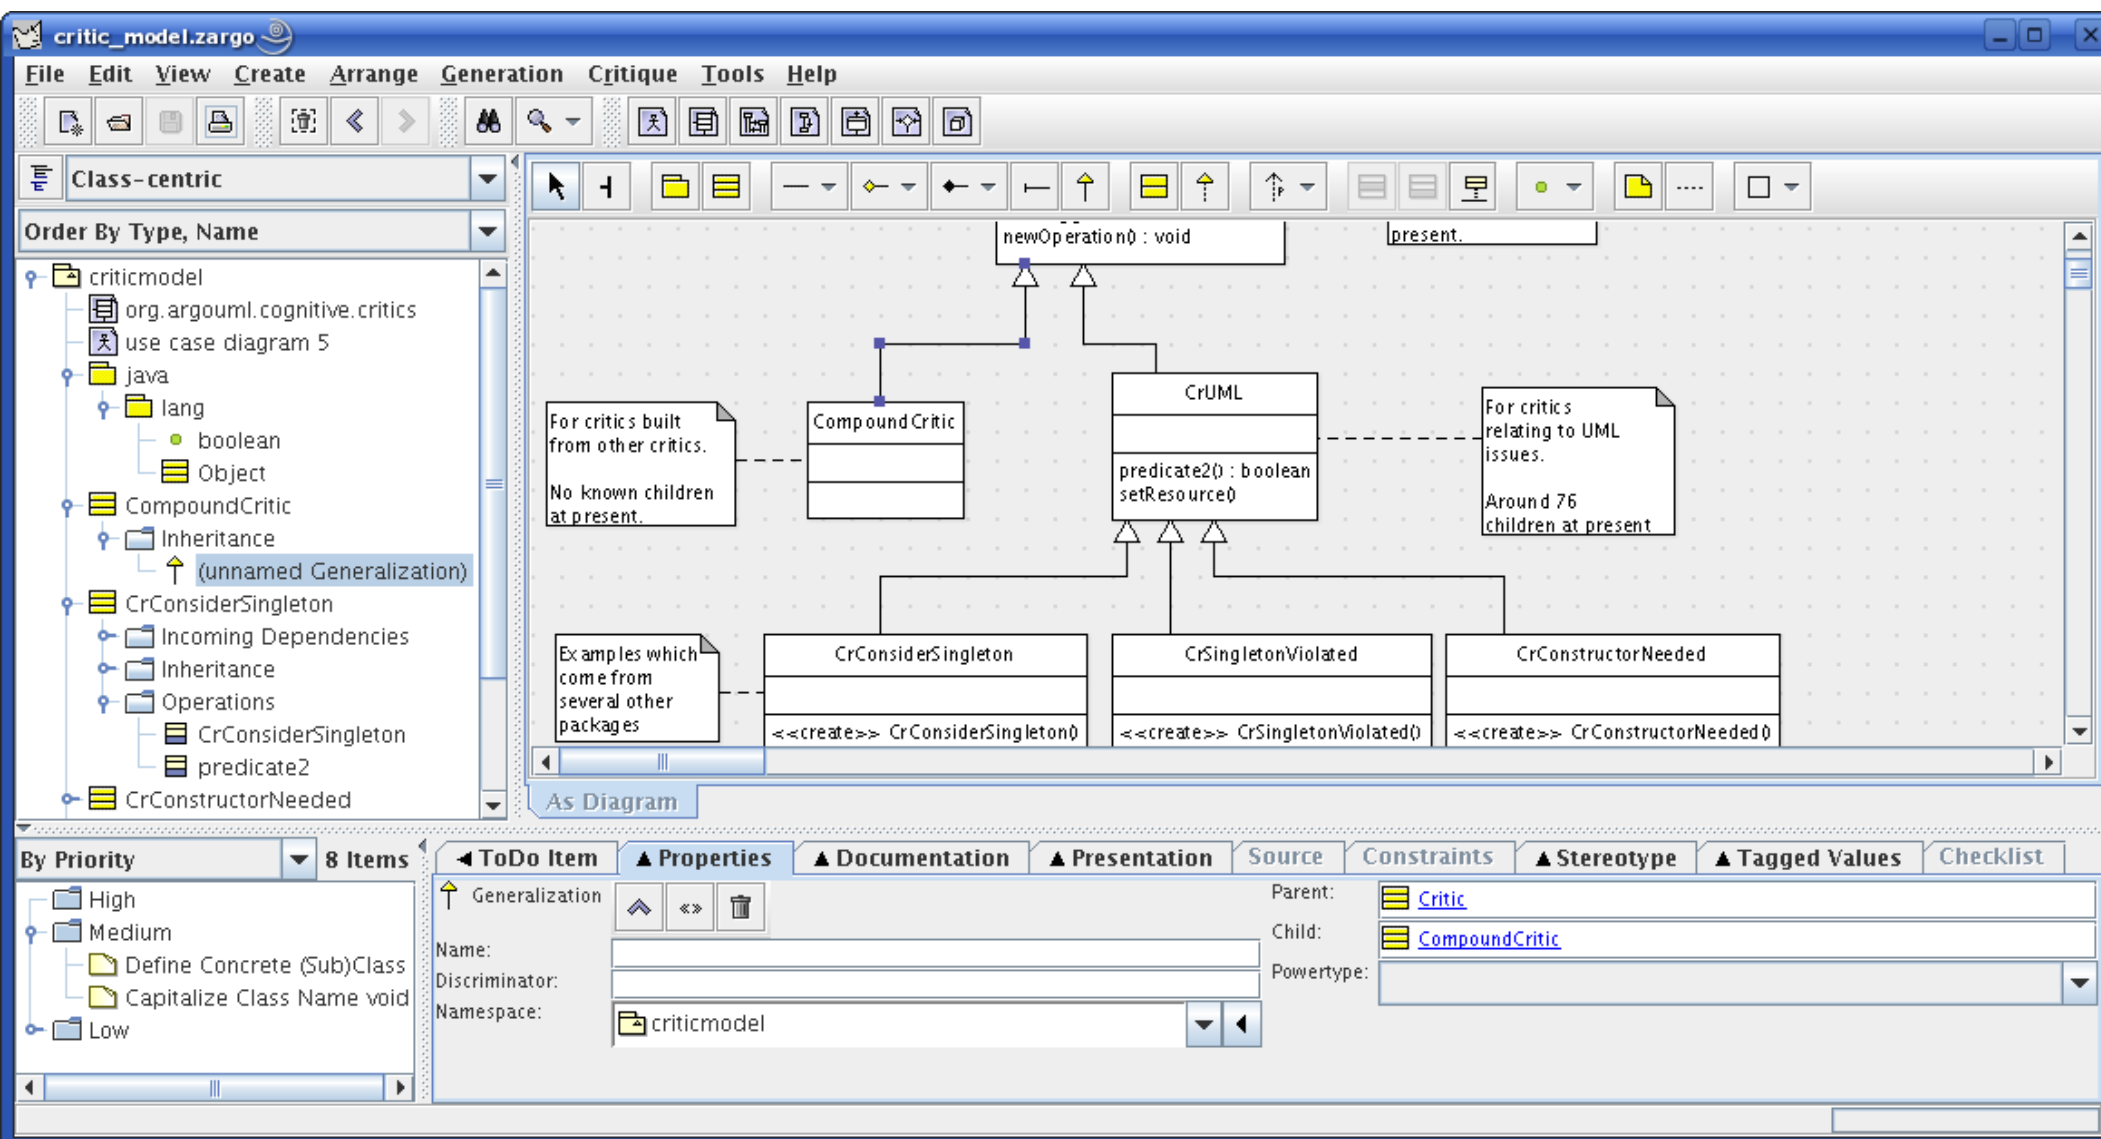 critic_model.zargo
File Edit View Create Arrange Generation Critique Tools Help
Class-centric
Order By Type, Name
criticmodel
org.argouml.cognitive.critics
use case diagram 5
java
lang
boolean
Object
CompoundCritic
Inheritance
(unnamed Generalization)
CrConsiderSingleton
Incoming Dependencies
Inheritance
Operations
CrConsiderSingleton
predicate2
CrConstructorNeeded
newOperation() : void
present.
For critics built
from other critics.
No known children
at present.
CompoundCritic
CrUML
predicate2() : boolean
setResource()
For critics
relating to UML
issues.
Around 76
children at present
Examples which
come from
several other
packages
CrConsiderSingleton
<<create>> CrConsiderSingleton()
CrSingletonViolated
<<create>> CrSingletonViolated()
CrConstructorNeeded
<<create>> CrConstructorNeeded()
As Diagram
By Priority
8 Items
High
Medium
Define Concrete (Sub)Class
Capitalize Class Name void
Low
ToDo Item Properties Documentation Presentation Source Constraints Stereotype Tagged Values Checklist
Generalization
Name:
Discriminator:
Namespace:
criticmodel
Parent:
Critic
Child:
CompoundCritic
Powertype: